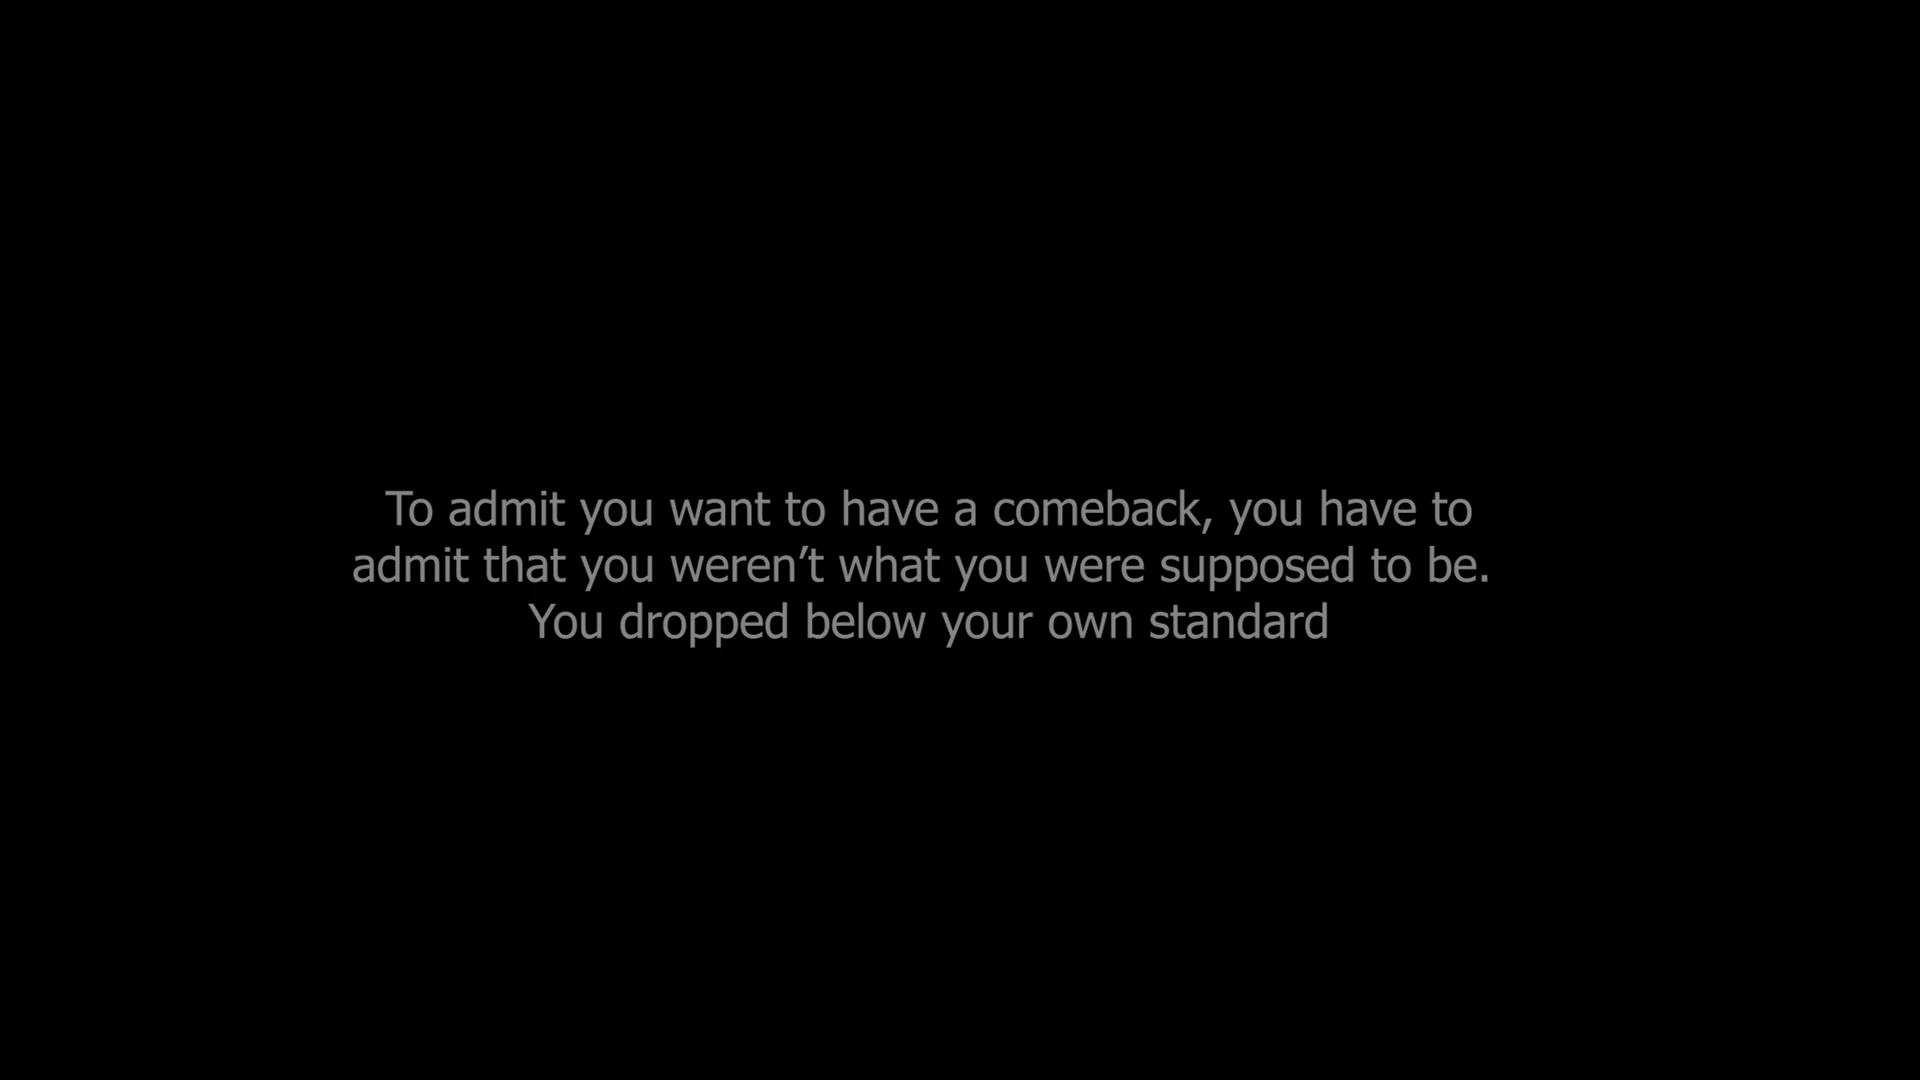 To admit you want to have a comeback, you have to
admit that you weren’t what you were supposed to be.
You dropped below your own standard